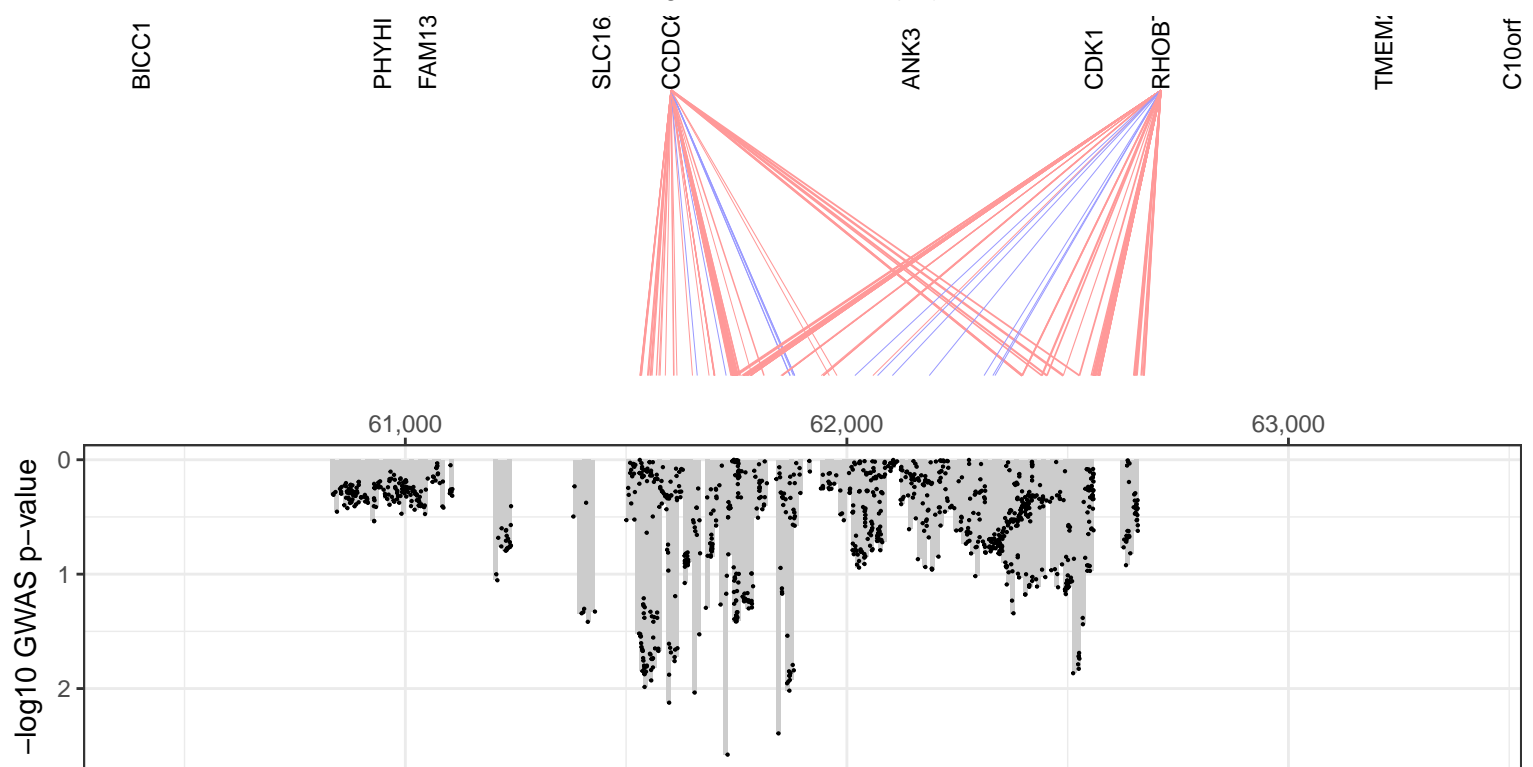 BICC1
PHYHI
FAM13
SLC16
CCDC6
ANK3
CDK1
RHOB
TMEM
C10orf
61,000
62,000
63,000
0
1
2
−log10 GWAS p−value